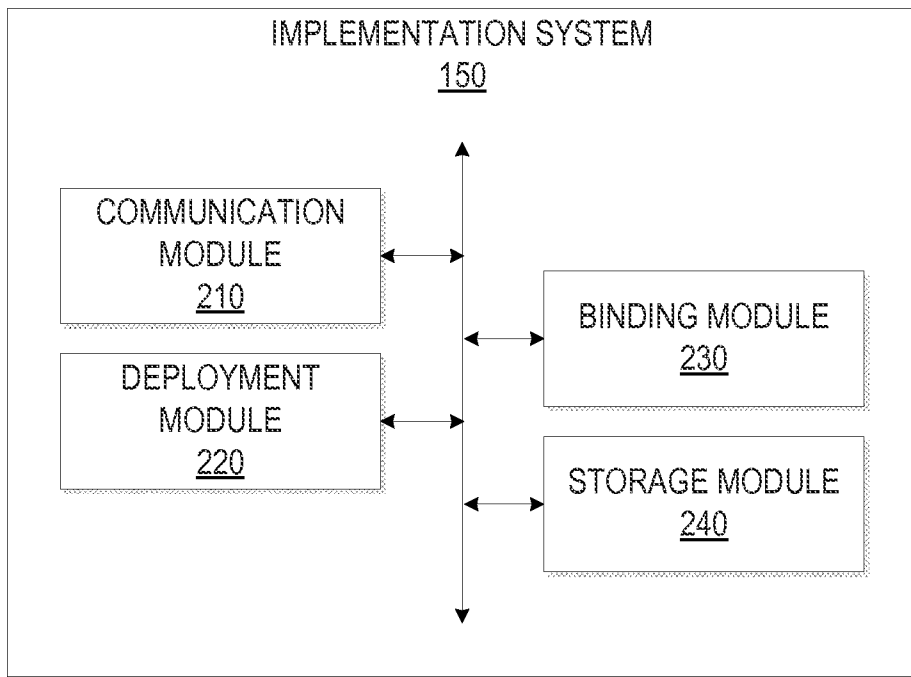 IMPLEMENTATION SYSTEM
150
COMMUNICATION
MODULE
210
DEPLOYMENT
MODULE
220
BINDING MODULE
230
STORAGE MODULE
240